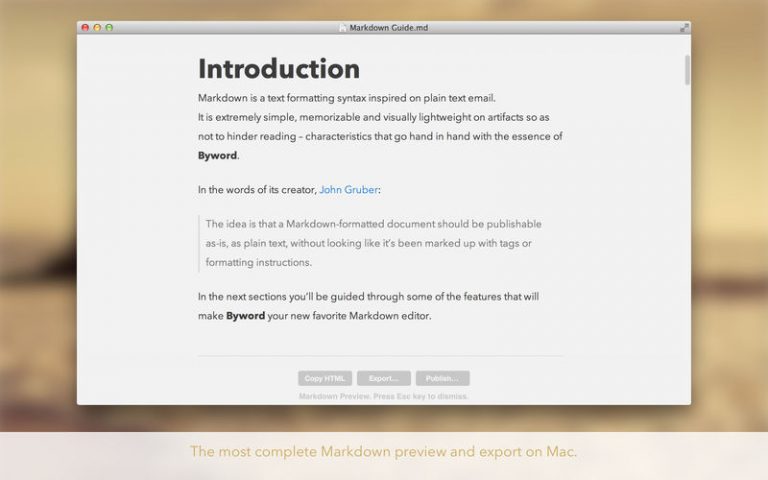 Markdown Guide.md
Introduction
Markdown is a text formatting syntax inspired on plain text email.
It is extremely simple, memorizable and visually lightweight on artifacts so as
not to hinder reading – characteristics that go hand in hand with the essence of
Byword.
In the words of its creator, John Gruber:
The idea is that a Markdown-formatted document should be publishable
as-is, as plain text, without looking like it's been marked up with tags or
formatting instructions.
In the next sections you'll be guided through some of the features that will
make Byword your new favorite Markdown editor.
Copy HTML Export... Publish...
Markdown Preview. Press Esc key to dismiss.
The most complete Markdown preview and export on Mac.